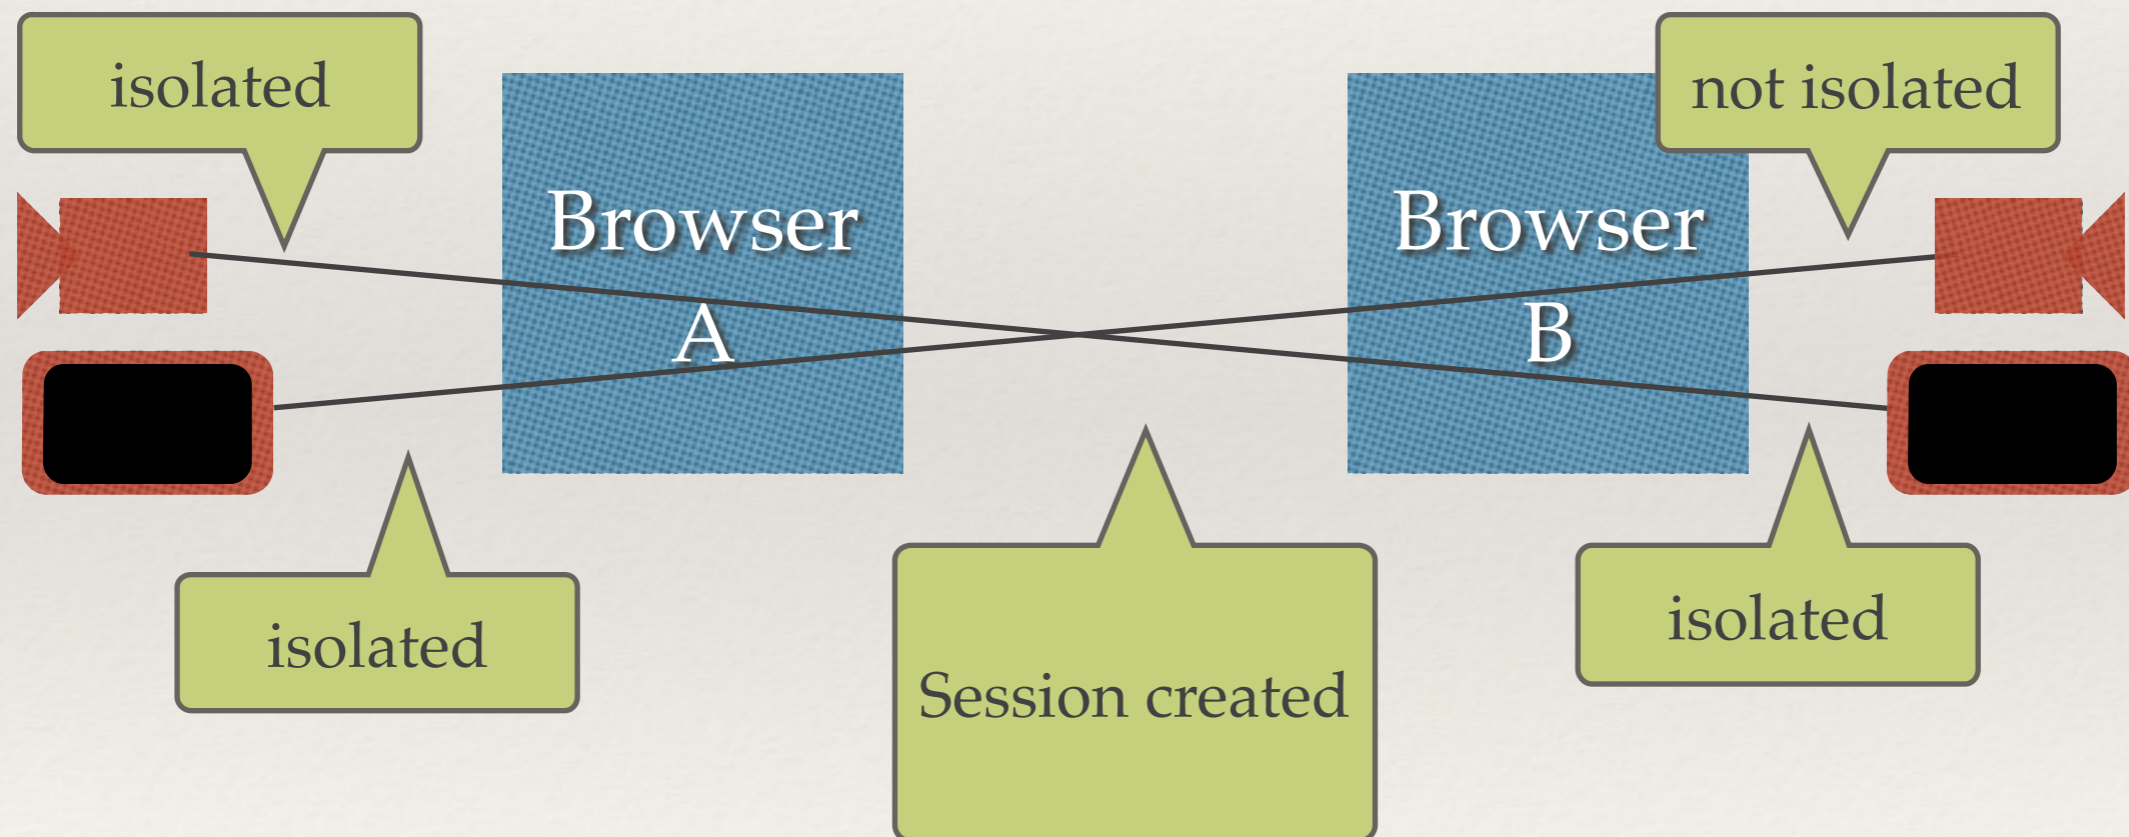 isolated
not isolated
Browser
A
Browser
B
isolated
Session created
isolated